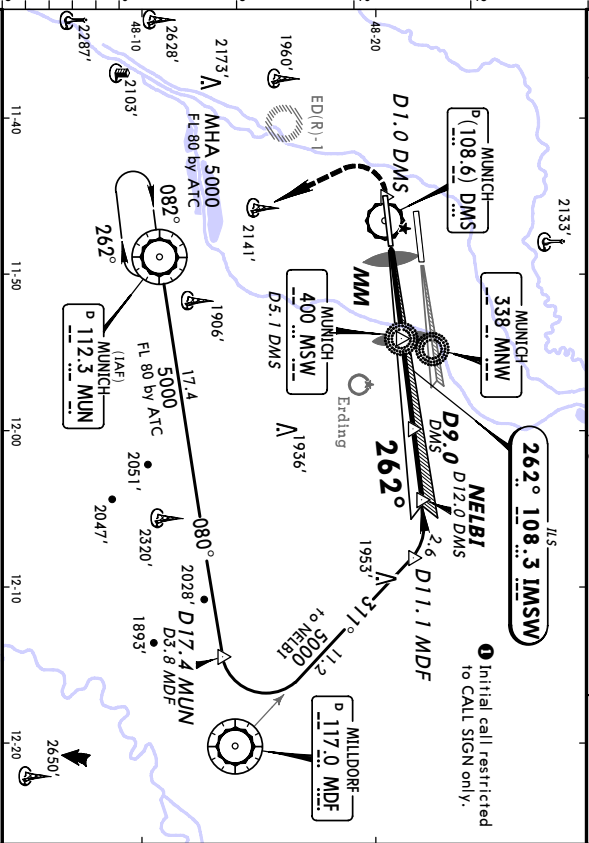 2287'
2628'
48-10
2103'
2173'
1960'
48-20
11-40
ED(R)-1
MHA 5000
FL 80 by ATC
D1.0 DMS
MUNICH
D (108.6) DMS
2133'
082°
262°
2141'
11-50
MM
MUNICH
400 MSW
D5.1 DMS
MUNICH
338 MNW
MUNICH
D 112.3 MUN
(IAF)
1906'
17.4
5000
FL 80 by ATC
Erding
12-00
1936'
D9.0
DMS
262°
NELBI
D12.0 DMS
ILS
262° 108.3 IMSW
2051'
2047'
2320'
080°
2.6
D11.1 MDF
1953'
12-10
2028'
1893'
D17.4 MUN
D3.8 MDF
311°
5000
to NELBI
11.2
1 Initial call restricted
to CALL SIGN only.
MILLDORF
D 117.0 MDF
12-20
2650'